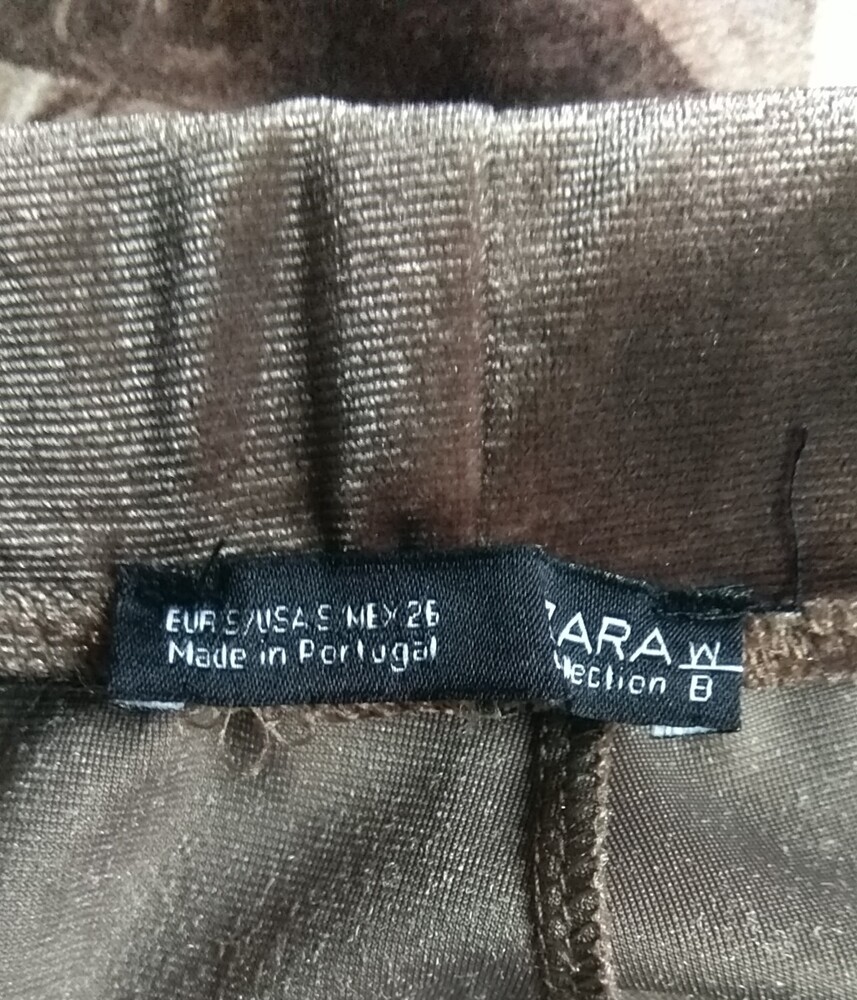 EUR S/USA S MEX 26
Made in Portugal
ZARA W
B